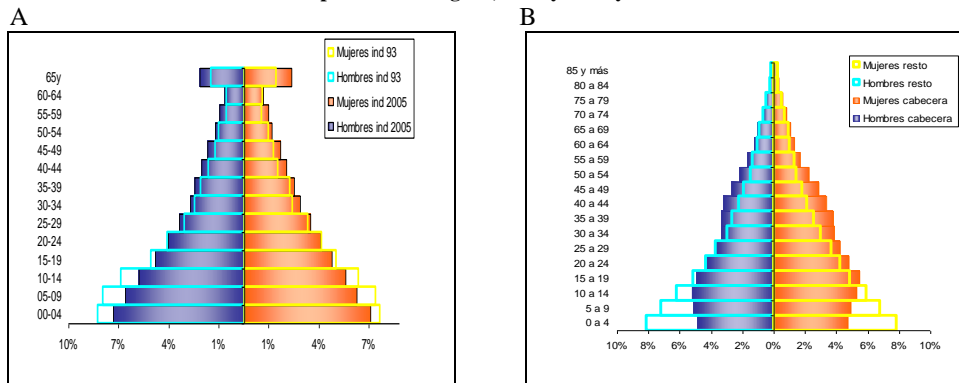 A
B
Mujeres ind 93
Hombres ind 93
Mujeres ind 2005
Hombres ind 2005
65y
60-64
55-59
50-54
45-49
40-44
35-39
30-34
25-29
20-24
15-19
10-14
05-09
00-04
10% 7% 4% 1% 1% 4% 7%
Mujeres resto
Hombres resto
Mujeres cabecera
Hombres cabecera
85 y más
80 a 84
75 a 79
70 a 74
65 a 69
60 a 64
55 a 59
50 a 54
45 a 49
40 a 44
35 a 39
30 a 34
25 a 29
20 a 24
15 a 19
10 a 14
5 a 9
0 a 4
10% 8% 6% 4% 2% 0% 2% 4% 6% 8% 10%